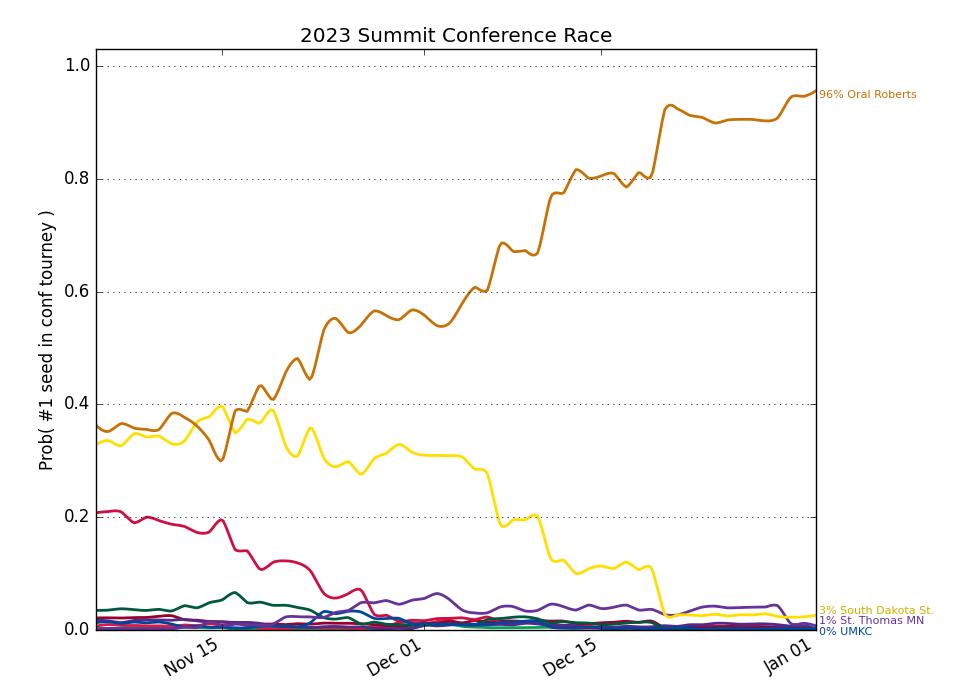 2023 Summit Conference Race
Prob( #1 seed in conf tourney )
1.0
0.8
0.6
0.4
0.2
0.0
Nov 15
Dec 01
Dec 15
Jan 01
96% Oral Roberts
3% South Dakota St.
1% St. Thomas MN
0% UMKC